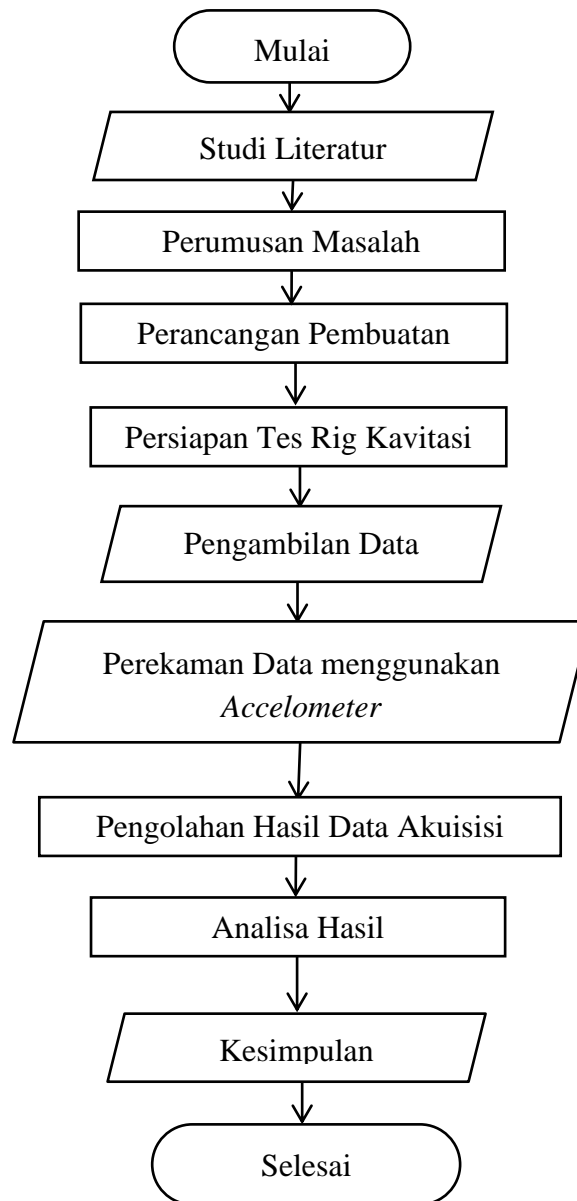 Mulai
Studi Literatur
Perumusan Masalah
Perancangan Pembuatan
Persiapan Tes Rig Kavitasi
Pengambilan Data
Perekaman Data menggunakan
Accelometer
Pengolahan Hasil Data Akuisisi
Analisa Hasil
Kesimpulan
Selesai